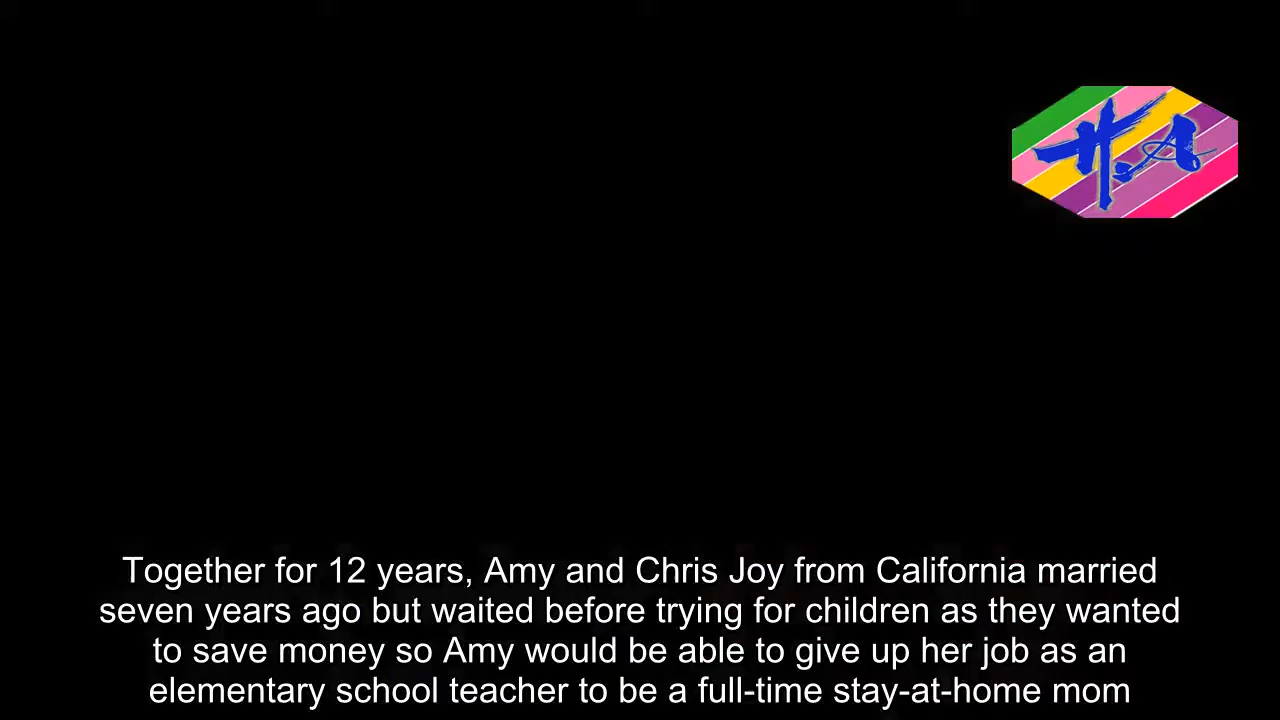 H.A
Together for 12 years, Amy and Chris Joy from California married
seven years ago but waited before trying for children as they wanted
to save money so Amy would be able to give up her job as an
elementary school teacher to be a full-time stay-at-home mom